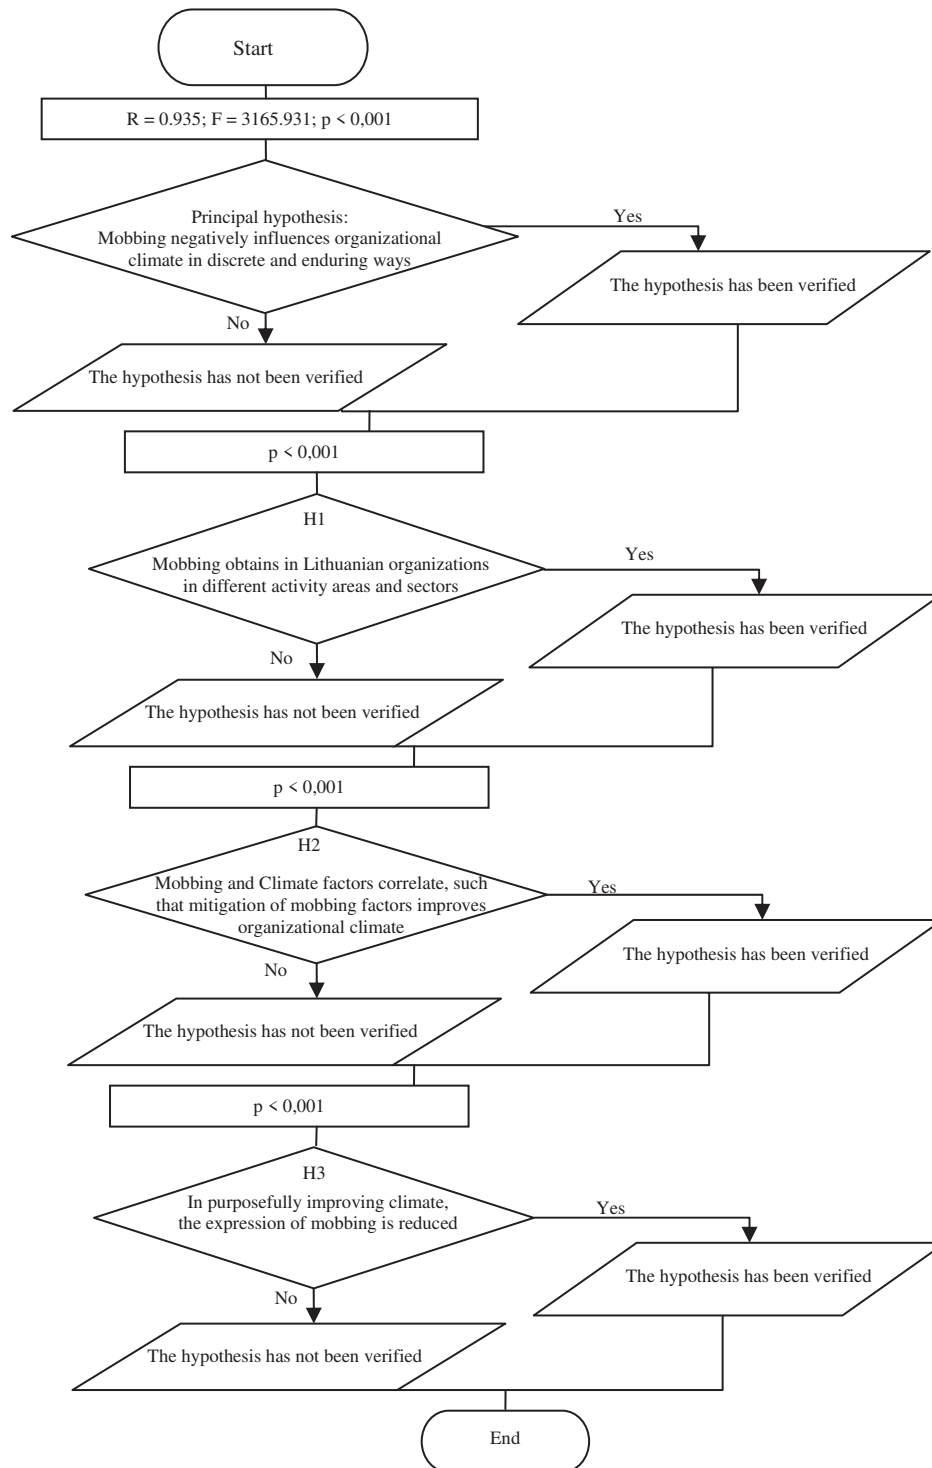 Start
R = 0.935; F = 3165.931; p < 0,001
Principal hypothesis:
Mobbing negatively influences organizational
climate in discrete and enduring ways
Yes
The hypothesis has been verified
No
The hypothesis has not been verified
p < 0,001
H1
Mobbing obtains in Lithuanian organizations
in different activity areas and sectors
Yes
The hypothesis has been verified
No
The hypothesis has not been verified
p < 0,001
H2
Mobbing and Climate factors correlate, such
that mitigation of mobbing factors improves
organizational climate
Yes
The hypothesis has been verified
No
The hypothesis has not been verified
p < 0,001
H3
In purposefully improving climate,
the expression of mobbing is reduced
Yes
The hypothesis has been verified
No
The hypothesis has not been verified
End